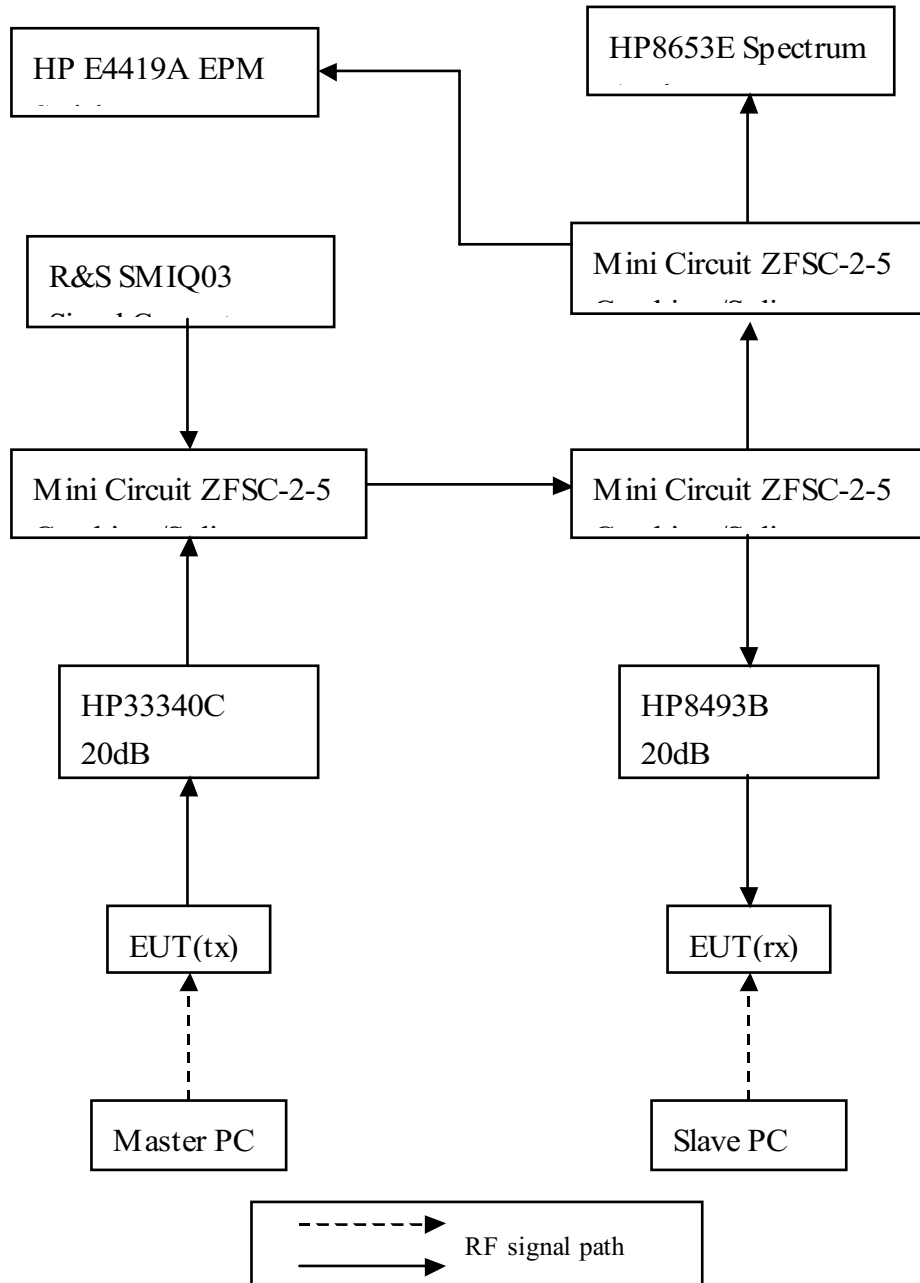 HP E4419A EPM
HP8653E Spectrum
R&S SMIQ03
Mini Circuit ZFSC-2-5
Mini Circuit ZFSC-2-5
Mini Circuit ZFSC-2-5
HP33340C
20dB
HP8493B
20dB
EUT(tx)
EUT(rx)
Master PC
Slave PC
RF signal path